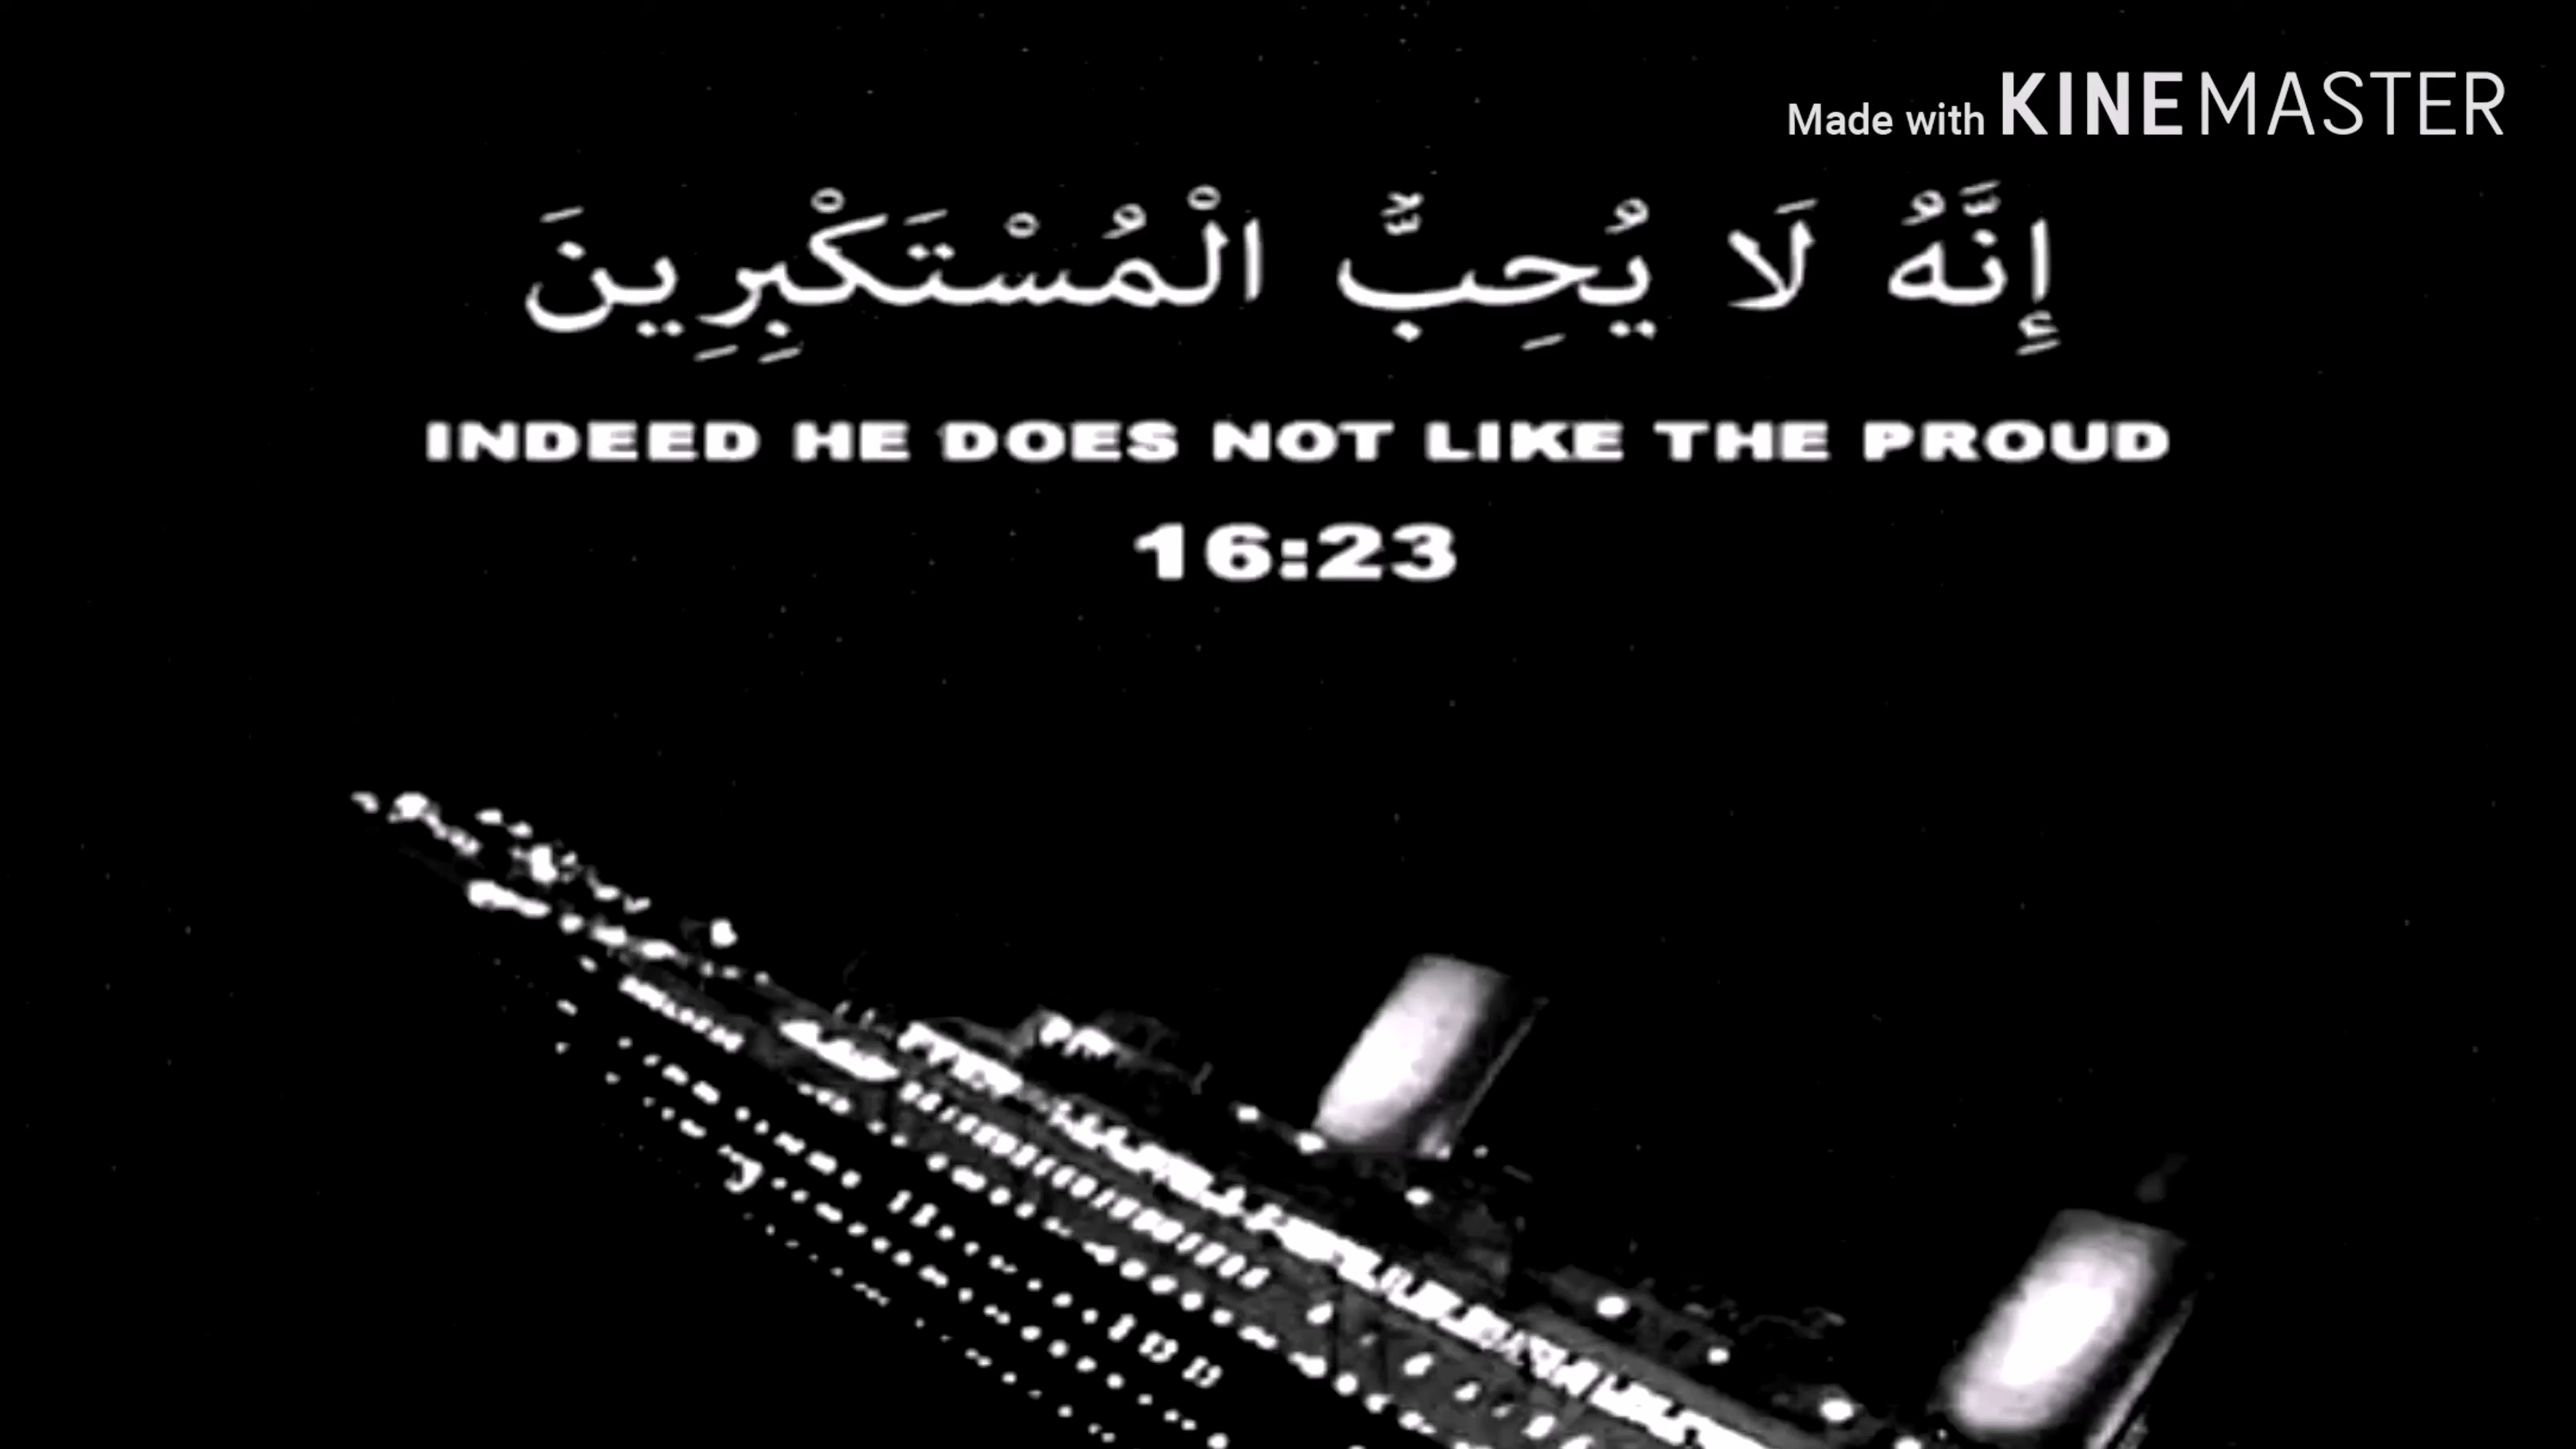 Made with KINEMASTER
إِنَّهُ لَا يُحِبُّ الْمُسْتَكْبِرِينَ
INDEED HE DOES NOT LIKE THE PROUD
16:23